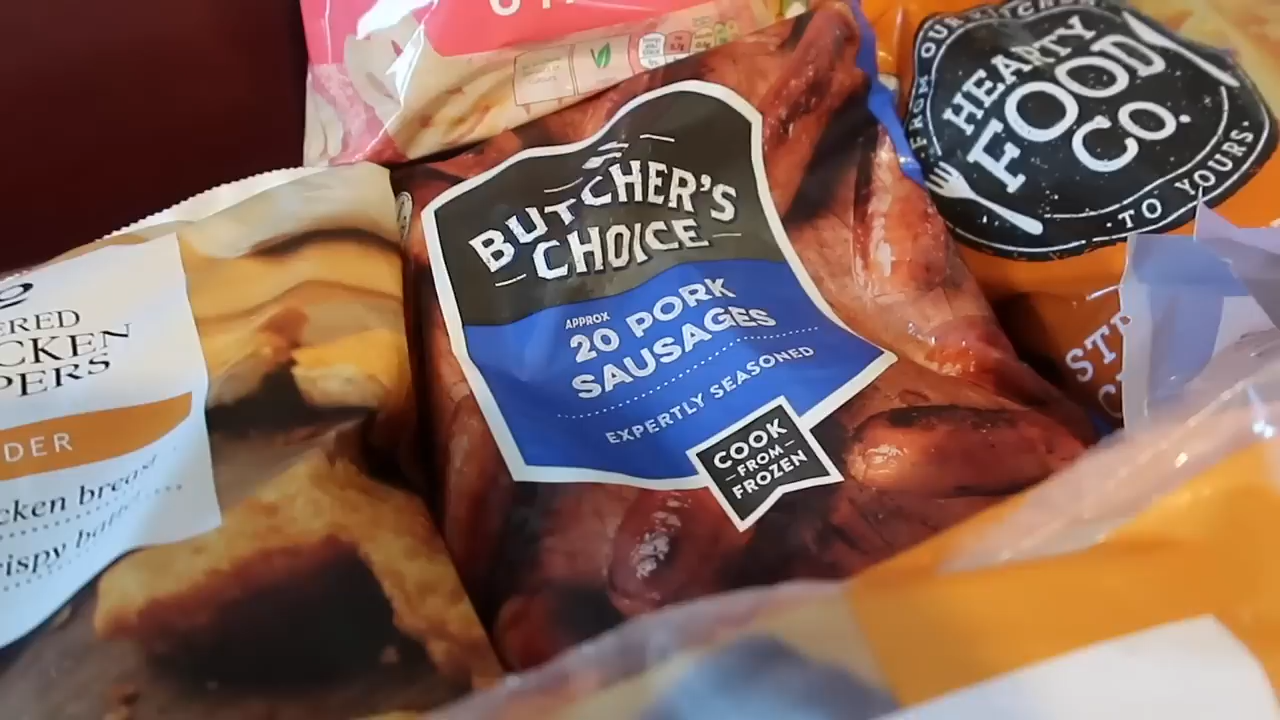 BUTCHER'S
CHOICE
APPROX
20 PORK
SAUSAGES
EXPERTLY SEASONED
COOK
FROM
FROZEN
FROM OUR KITCHEN
HEARTY
FOOD
CO.
TO YOURS
ERED
CKEN
PERS
DER
cken breast
rispy